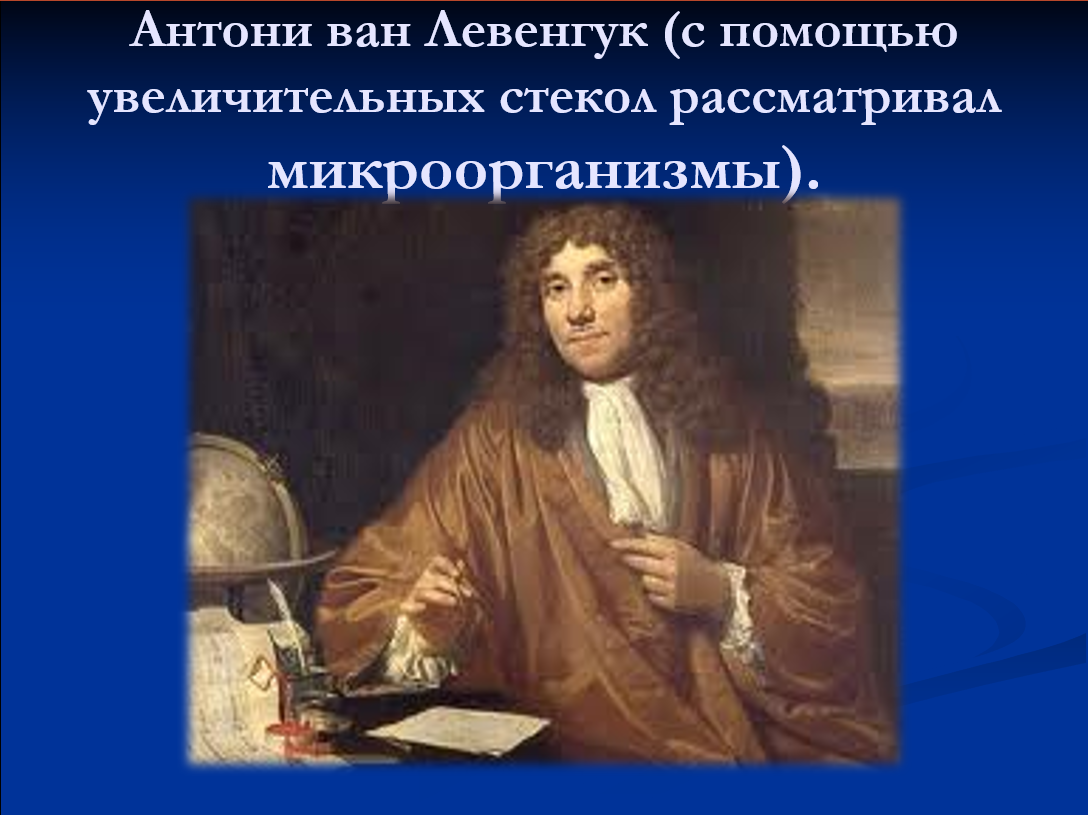 Антони ван Левенгук (с помощью
увеличительных стекол рассматривал
микроорганизмы).